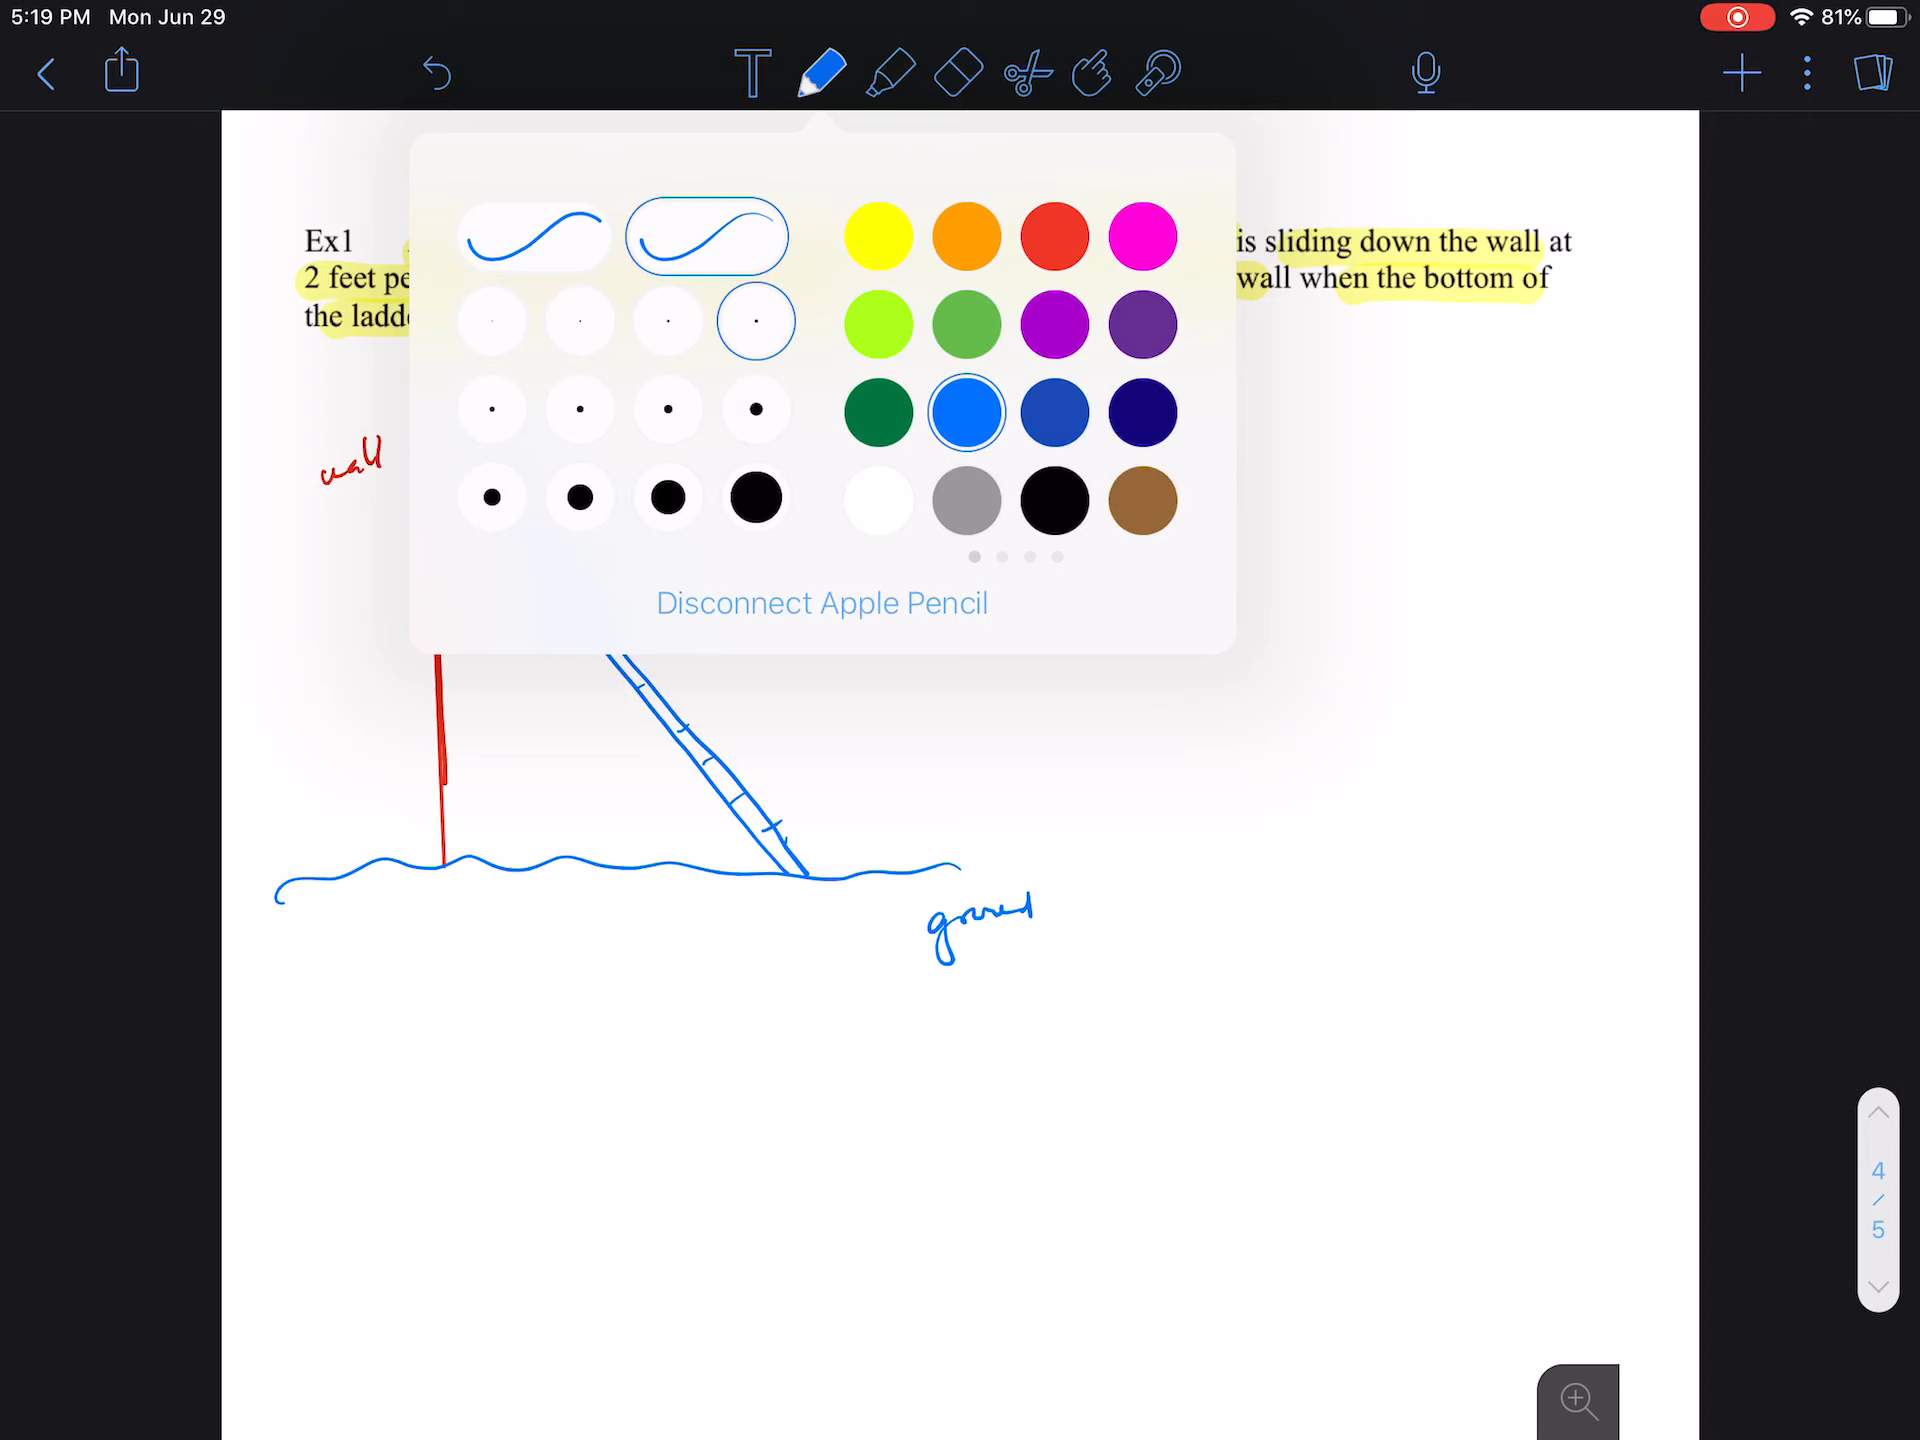 5:19 PM Mon Jun 29
81%
T
Ex1 is sliding down the wall at
2 feet pe wall when the bottom of
the ladde
wall
Disconnect Apple Pencil
ground
4
/
5